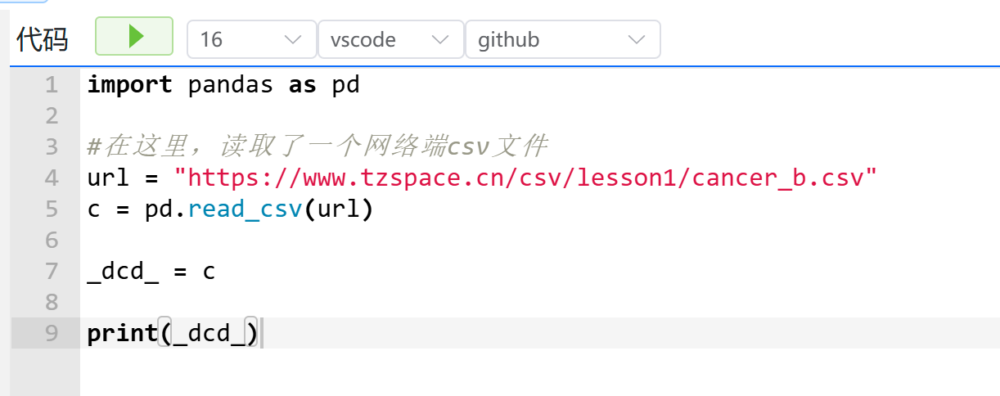 代码 16 vscode github
1 import pandas as pd
2
3 #在这里，读取了一个网络端csv文件
4 url = "https://www.tzspace.cn/csv/lesson1/cancer_b.csv"
5 c = pd.read_csv(url)
6
7 _dcd_ = c
8
9 print(_dcd_)